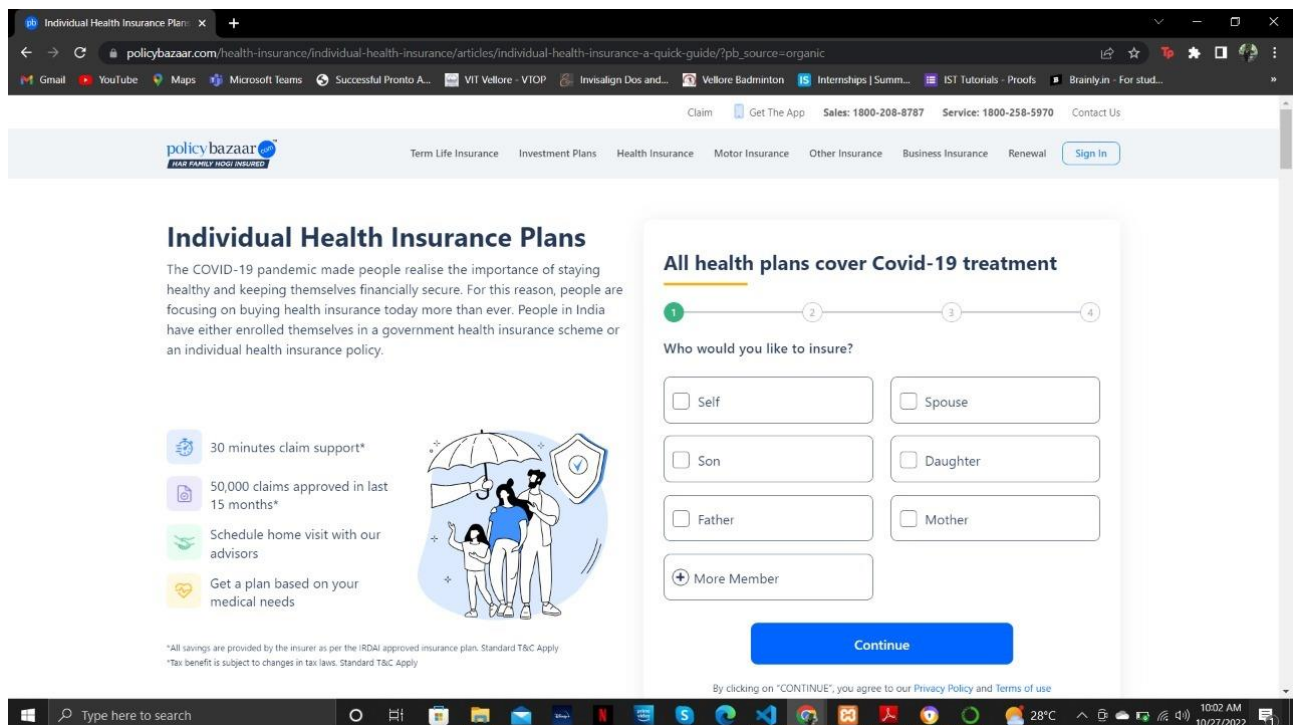 pb Individual Health Insurance Plan
policybazaar.com/health-insurance/individual-health-insurance/articles/individual-health-insurance-a-quick-guide/?pb_source=organic
Tp
Gmail YouTube Maps Microsoft Teams Successful Pronto A... VIT Vellore - VTOP Invisalign Dos and... Vellore Badminton IS Internships | Summ... IST Tutorials - Proofs Brainly.in - For stud... »
Claim Get The App Sales: 1800-208-8787 Service: 1800-258-5970 Contact Us
policybazaar com
HAR FAMILY HOGI INSURED
Term Life Insurance Investment Plans Health Insurance Motor Insurance Other Insurance Business Insurance Renewal Sign In
Individual Health Insurance Plans
The COVID-19 pandemic made people realise the importance of staying
healthy and keeping themselves financially secure. For this reason, people are
focusing on buying health insurance today more than ever. People in India
have either enrolled themselves in a government health insurance scheme or
an individual health insurance policy.
30 minutes claim support*
50,000 claims approved in last
15 months*
Schedule home visit with our
advisors
Get a plan based on your
medical needs
*All savings are provided by the insurer as per the IRDAI approved insurance plan. Standard T&C Apply
*Tax benefit is subject to changes in tax laws. Standard T&C Apply
All health plans cover Covid-19 treatment
1 2 3 4
Who would you like to insure?
Self Spouse
Son Daughter
Father Mother
More Member
Continue
By clicking on "CONTINUE", you agree to our Privacy Policy and Terms of use
Type here to search
28°C
10:02 AM
10/27/2022